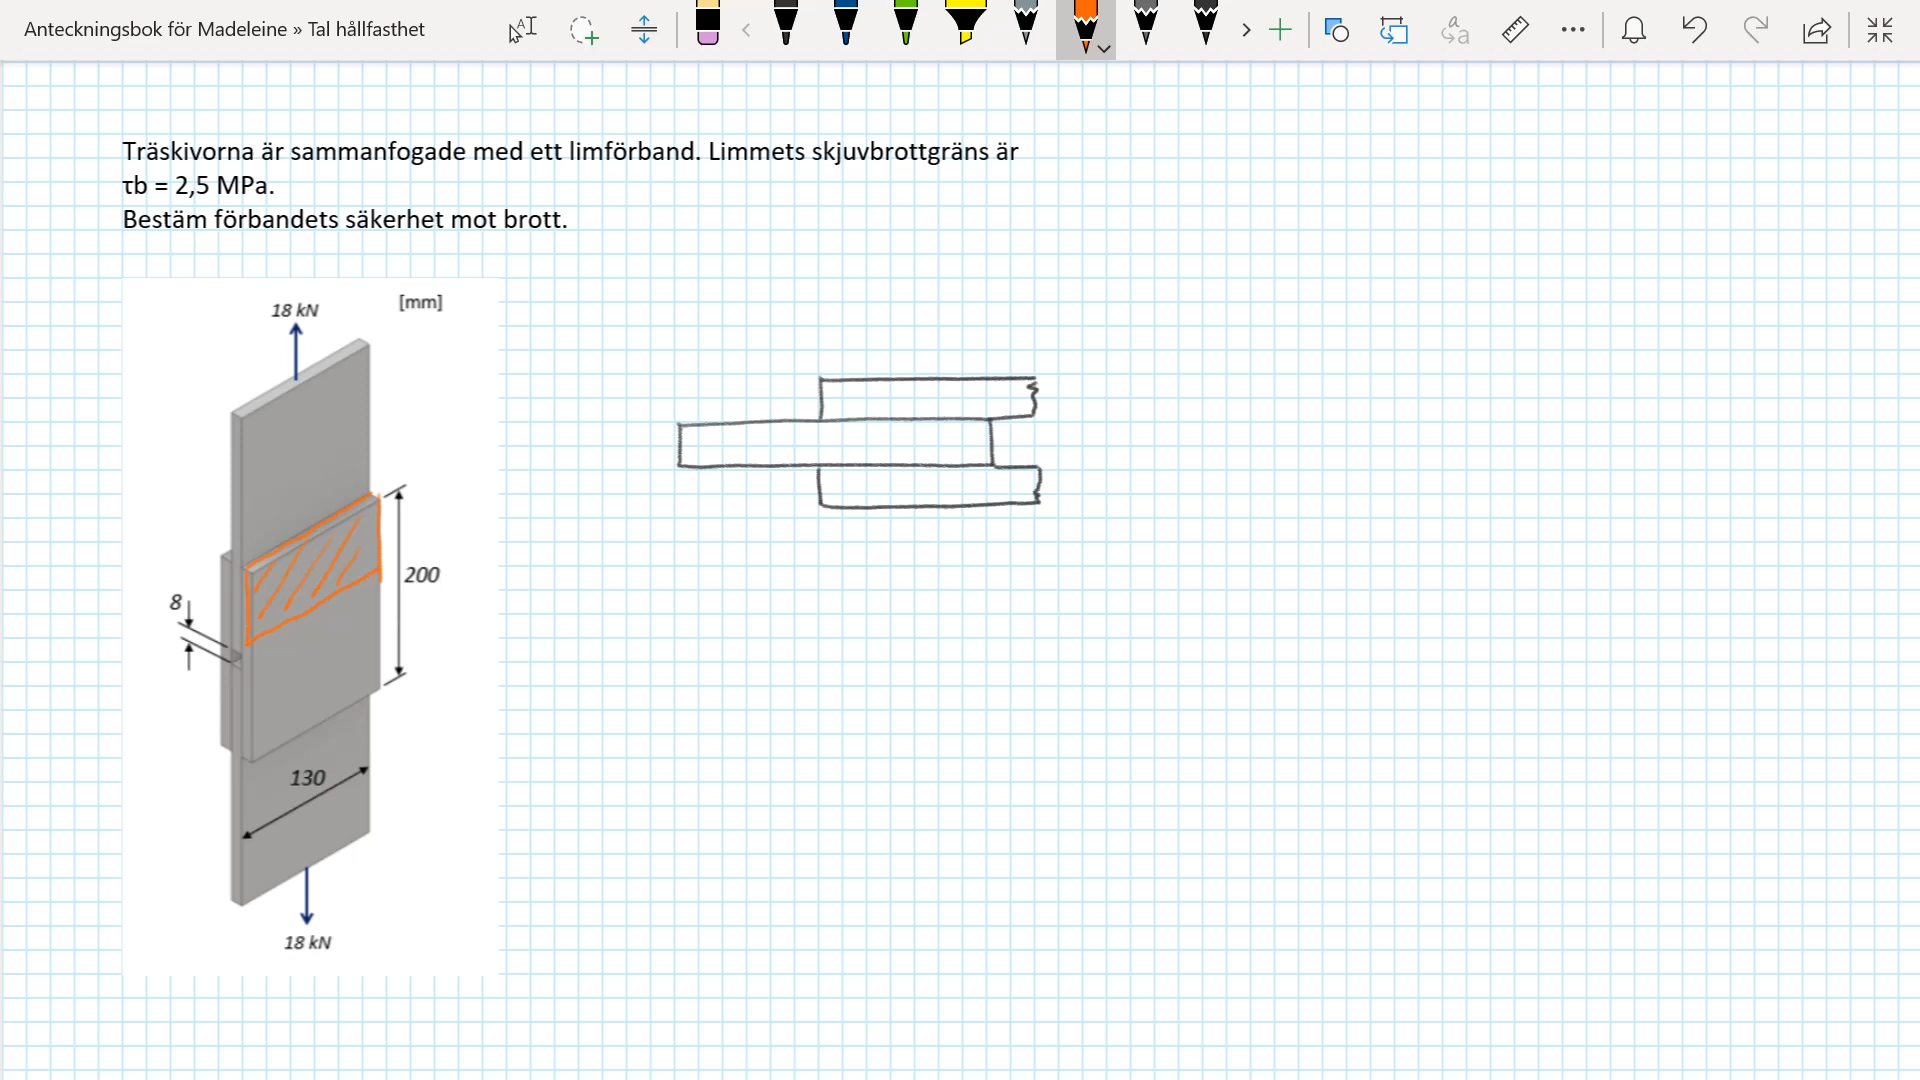 Anteckningsbok för Madeleine » Tal hållfasthet
Träskivorna är sammanfogade med ett limförband. Limmets skjuvbrottgräns är
τb = 2,5 MPa.
Bestäm förbandets säkerhet mot brott.
18 kN
[mm]
200
8
130
18 kN